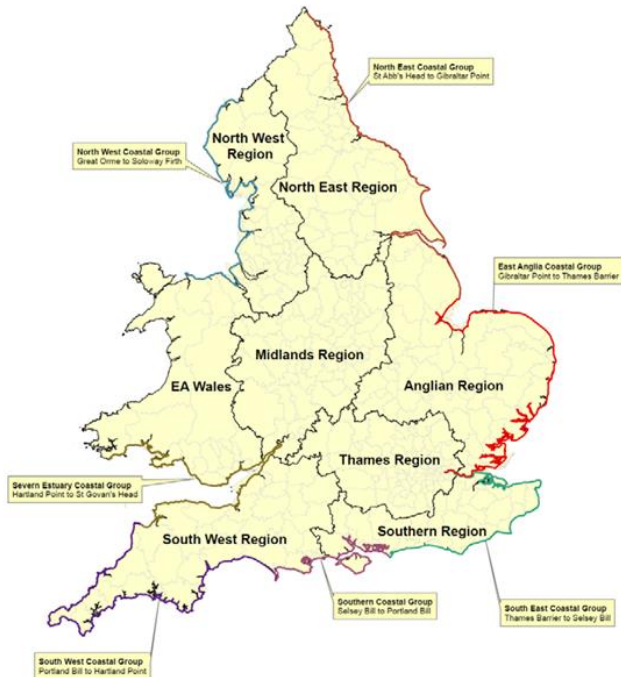 North East Coastal Group
St Abb's Head to Gibraltar Point
North West
Region
North West Coastal Group
Great Orme to Soloway Firth
North East Region
East Anglia Coastal Group
Gibraltar Point to Thames Barrier
Midlands Region
EA Wales
Anglian Region
Thames Region
Severn Estuary Coastal Group
Hartland Point to St Govan's Head
Southern Region
South West Region
Southern Coastal Group
Selsey Bill to Portland Bill
South East Coastal Group
Thames Barrier to Selsey Bill
South West Coastal Group
Portland Bill to Hartland Point